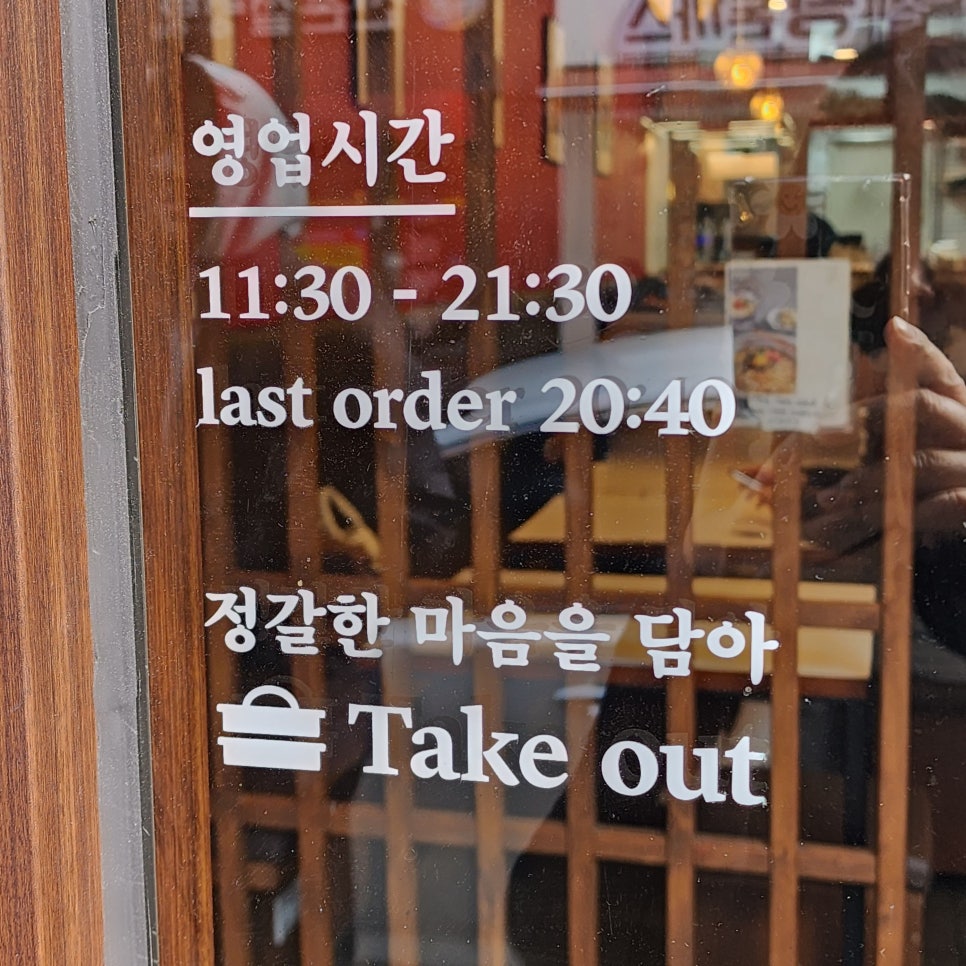 영업시간
11:30 - 21:30
last order 20:40
정갈한 마음을 담아
Take out